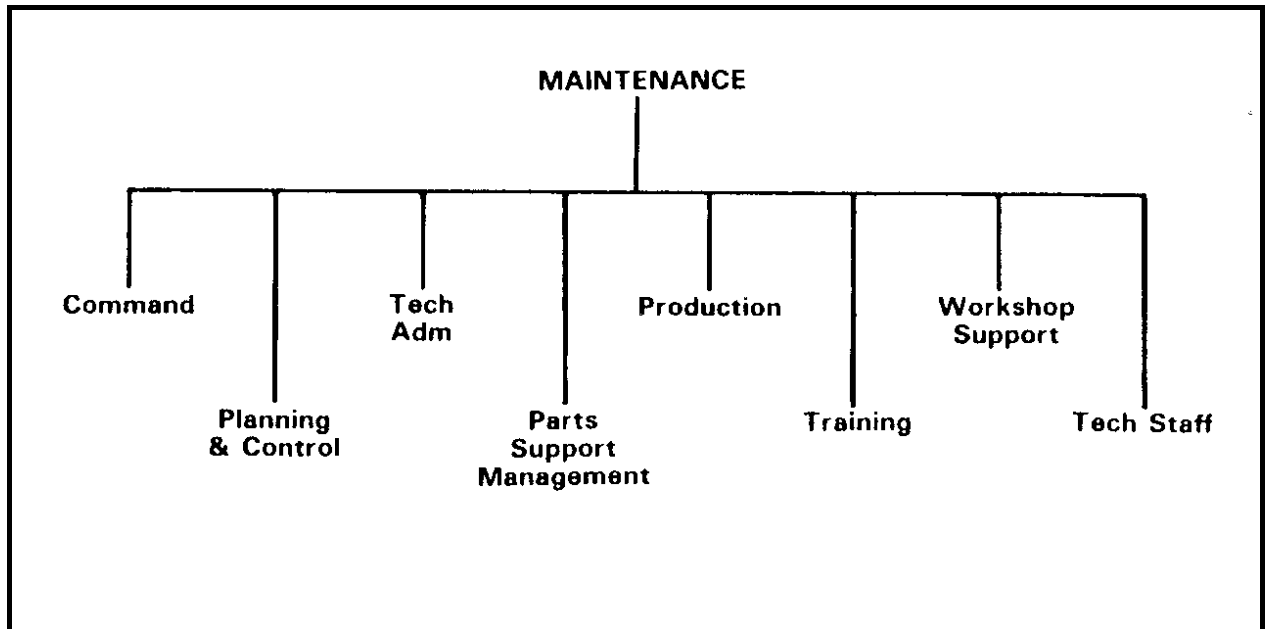 MAINTENANCE
Command
Tech
Adm
Production
Workshop
Support
Planning
& Control
Parts
Support
Management
Training
Tech Staff